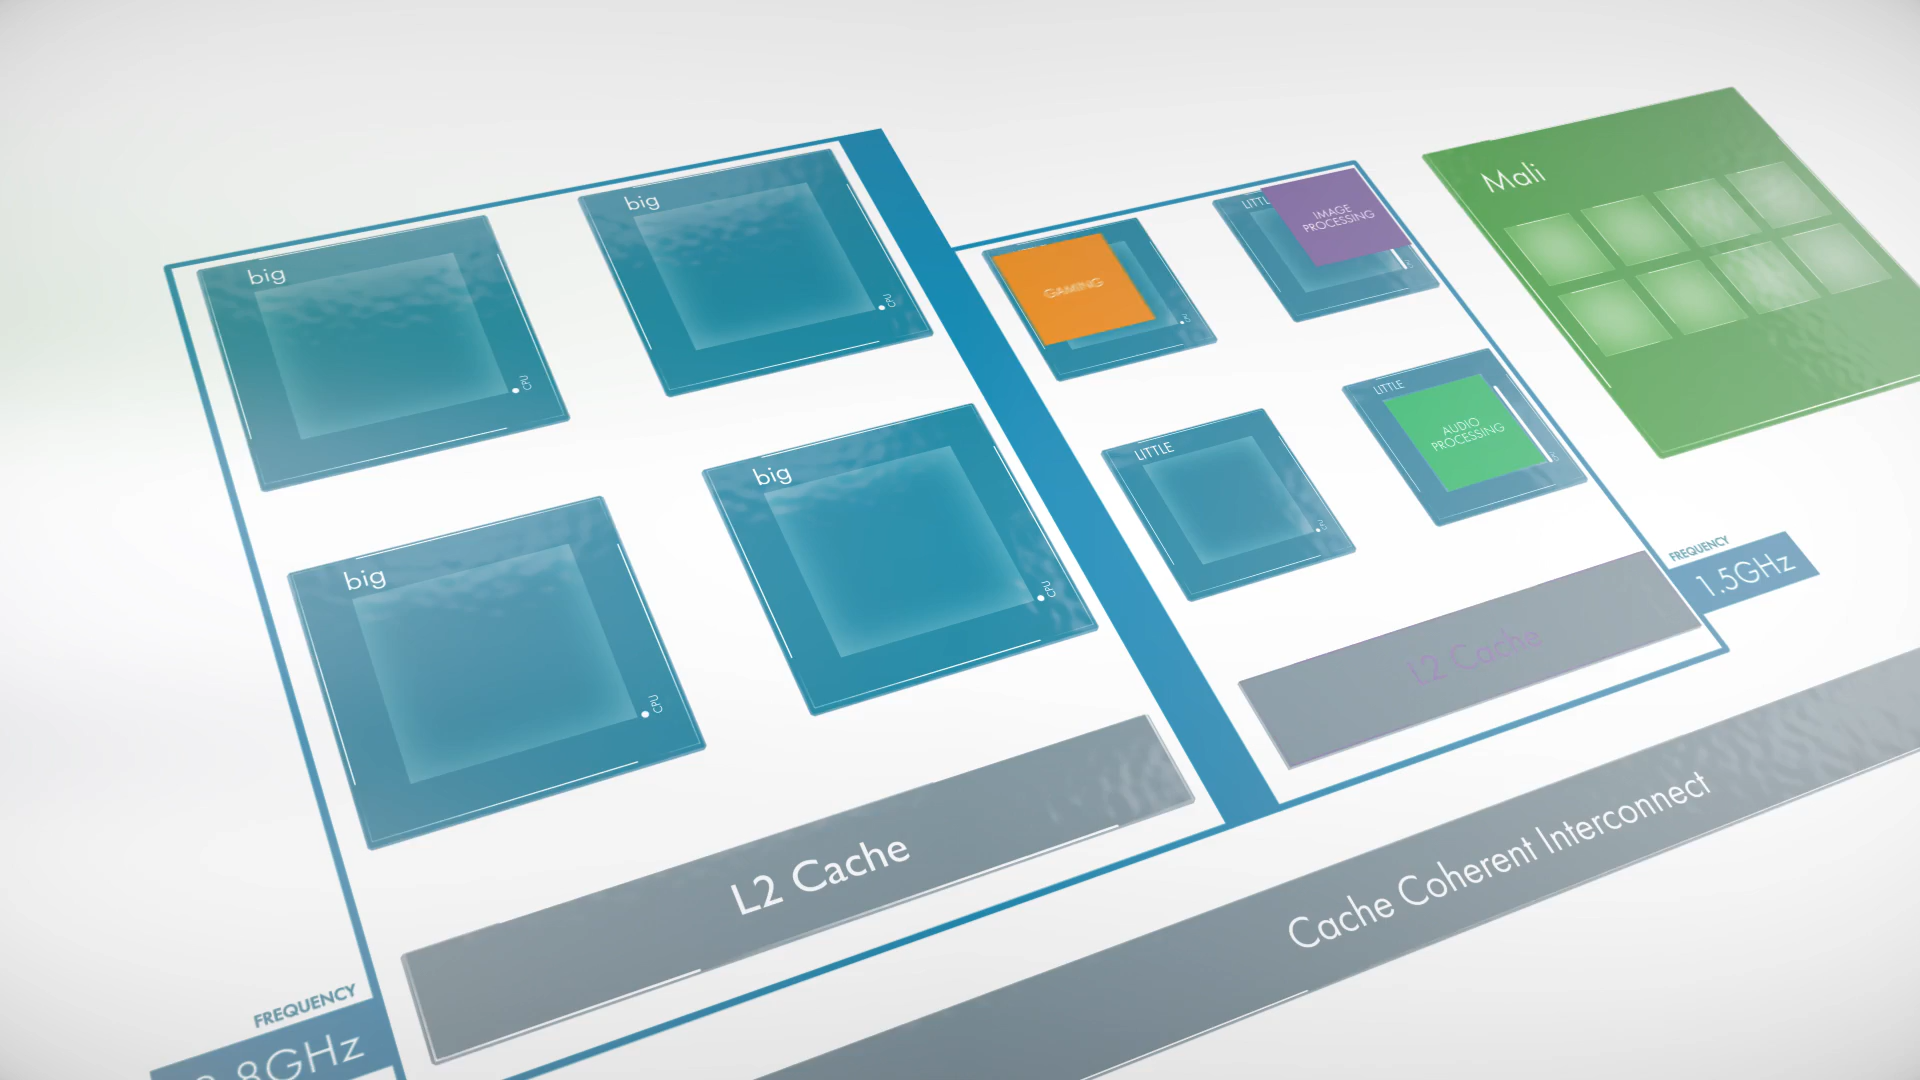 big
CPU
big
CPU
big
CPU
big
CPU
L2 Cache
FREQUENCY
8GHz
GAMING
IMAGE
PROCESSING
LITTLE
LITTLE
AUDIO
PROCESSING
L2 Cache
FREQUENCY
1.5GHz
Mali
Cache Coherent Interconnect